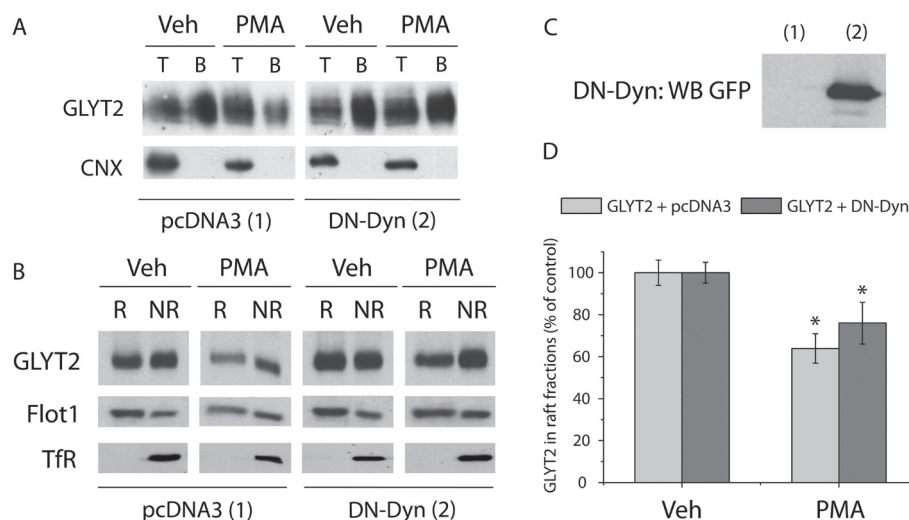 A
Veh PMA Veh PMA
T B T B T B T B
GLYT2
CNX
pcDNA3 (1) DN-Dyn (2)
B
Veh PMA Veh PMA
R NR R NR R NR R NR
GLYT2
Flot1
TfR
pcDNA3 (1) DN-Dyn (2)
C
(1) (2)
DN-Dyn: WB GFP
D
GLYT2 + pcDNA3 GLYT2 + DN-Dyn
GLYT2 in raft fractions (% of control)
100
80
60
40
20
0
* *
Veh PMA